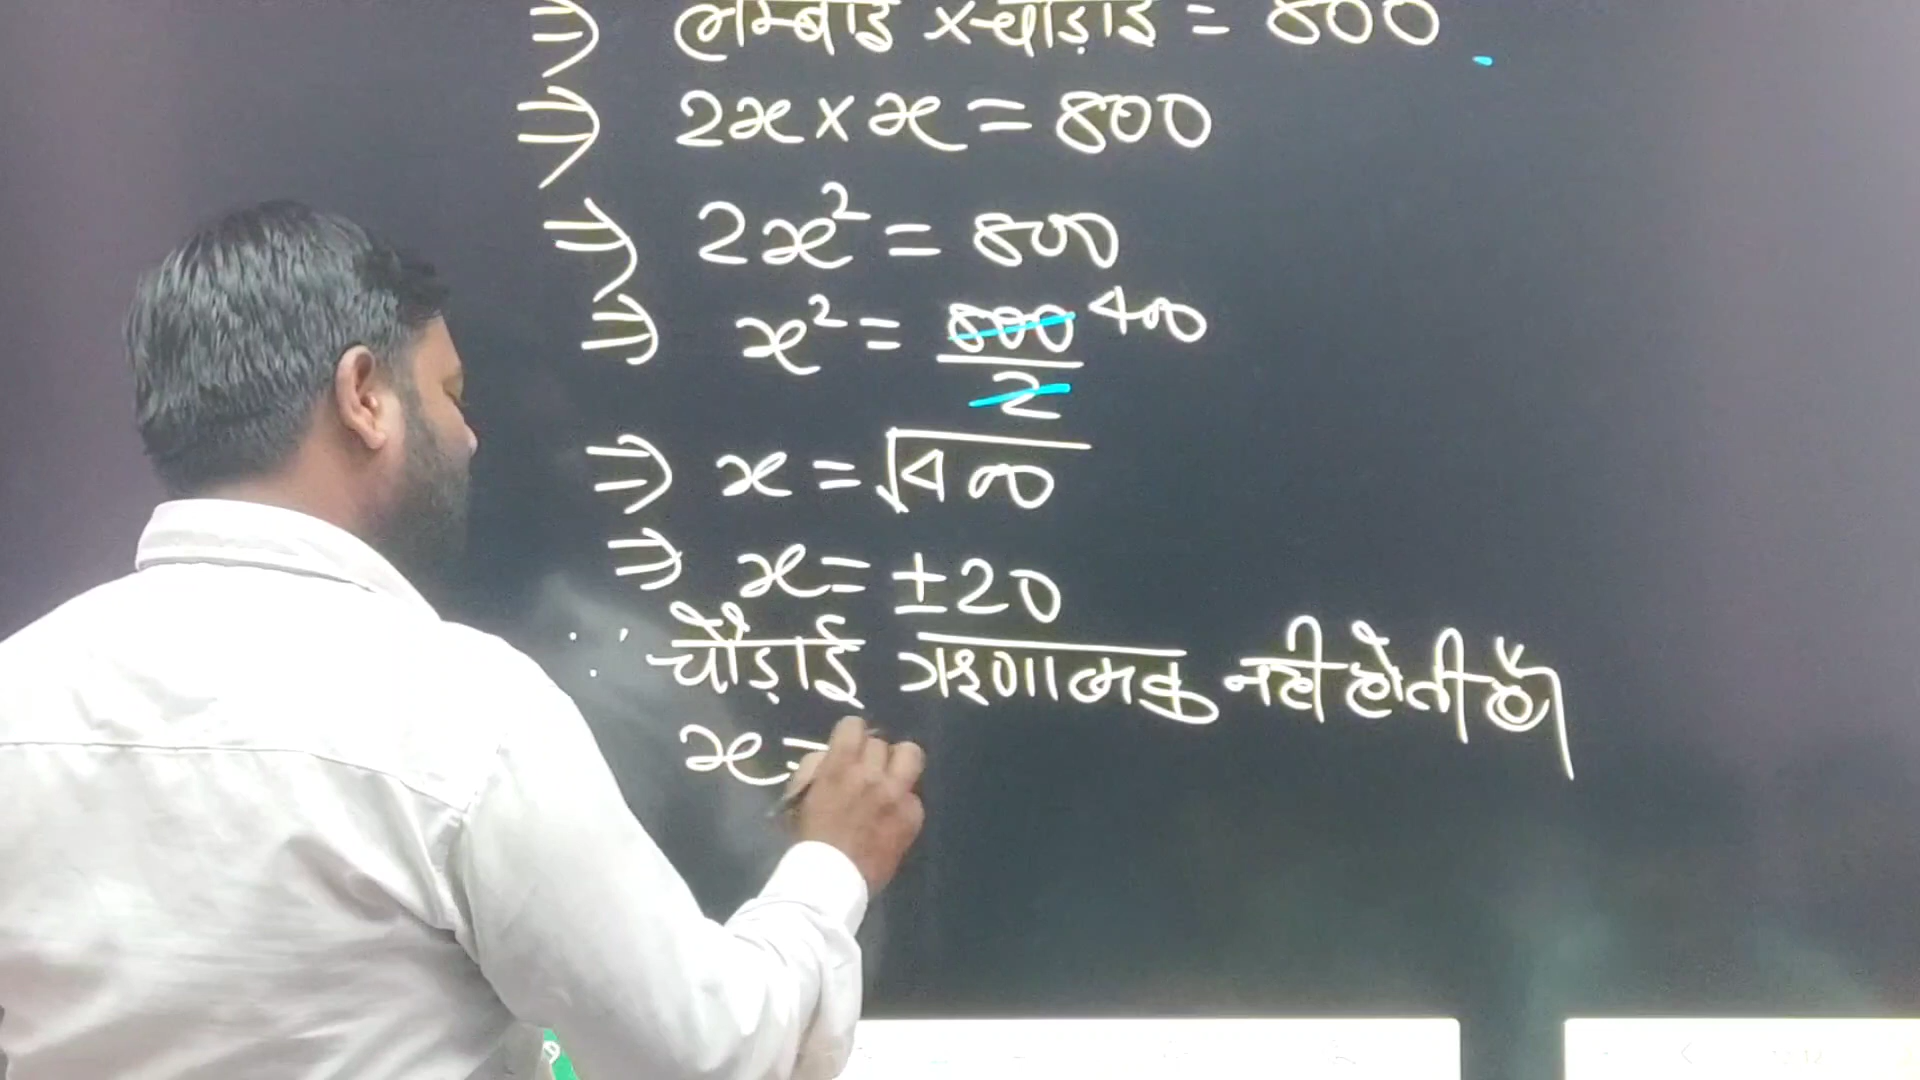 ⇒ लम्बाई × चौड़ाई = 800
⇒ 2x × x = 800
⇒ 2x² = 800
⇒ x² = 800/2 400
⇒ x = √400
⇒ x = ±20
∵ चौड़ाई ऋणात्मक नही होती है।
x =